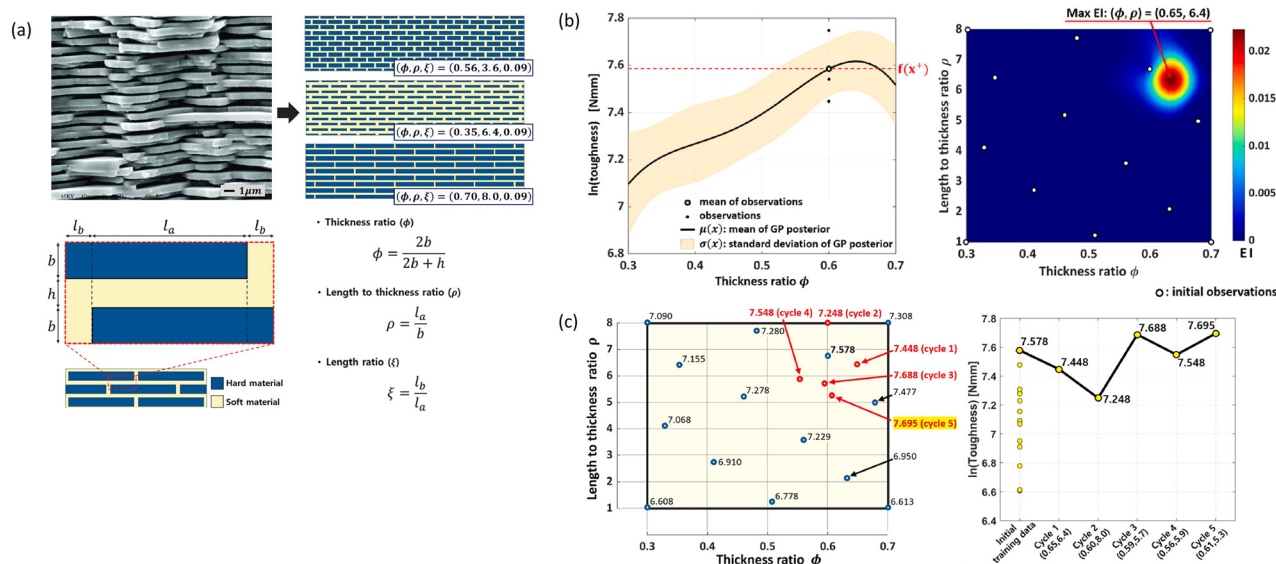 (a)
1μm
(ϕ, ρ, ξ) = (0.56, 3.6, 0.09)
(ϕ, ρ, ξ) = (0.35, 6.4, 0.09)
(ϕ, ρ, ξ) = (0.70, 8.0, 0.09)
l_b l_a l_b
b
h
b
Hard material
Soft material
• Thickness ratio (ϕ)
ϕ = 2b / (2b + h)
• Length to thickness ratio (ρ)
ρ = l_a / b
• Length ratio (ξ)
ξ = l_b / l_a
(b)
ln(toughness) [Nmm]
7.8
7.6
7.4
7.2
7
6.8
f(x⁺)
mean of observations
observations
μ(x): mean of GP posterior
σ(x): standard deviation of GP posterior
0.3 0.4 0.5 0.6 0.7
Thickness ratio ϕ
Max EI: (ϕ, ρ) = (0.65, 6.4)
Length to thickness ratio ρ
8
7
6
5
4
3
2
1
0.3 0.4 0.5 0.6 0.7
Thickness ratio ϕ
0.02
0.015
0.01
0.005
0
EI
: initial observations
(c)
Length to thickness ratio ρ
8
7
6
5
4
3
2
1
7.090
7.548 (cycle 4)
7.248 (cycle 2)
7.308
7.280
7.578
7.448 (cycle 1)
7.155
7.688 (cycle 3)
7.278
7.477
7.695 (cycle 5)
7.068
7.229
6.910
6.950
6.608
6.778
6.613
0.3 0.4 0.5 0.6 0.7
Thickness ratio ϕ
ln(Toughness) [Nmm]
7.8
7.6
7.4
7.2
7
6.8
6.6
6.4
7.578
7.448
7.248
7.688
7.548
7.695
Initial
training data
Cycle 1
(0.65,6.4)
Cycle 2
(0.60,8.0)
Cycle 3
(0.59,5.7)
Cycle 4
(0.56,5.9)
Cycle 5
(0.61,5.3)